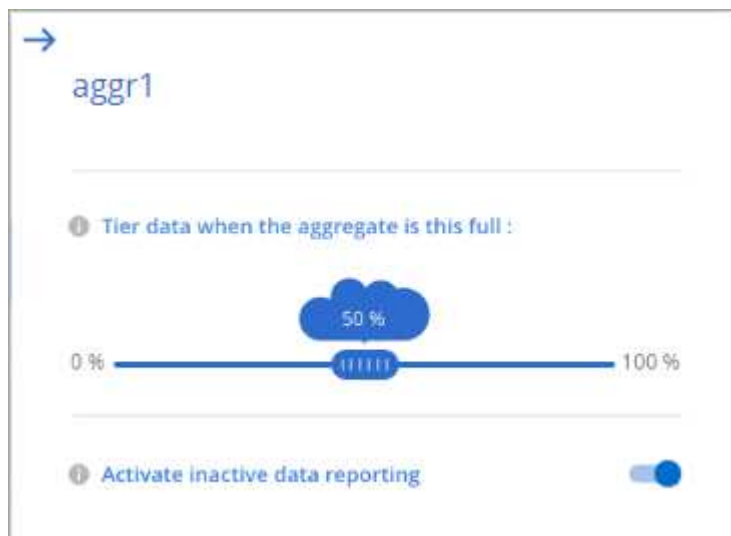 aggr1
Tier data when the aggregate is this full :
50 %
0 %
100 %
Activate inactive data reporting